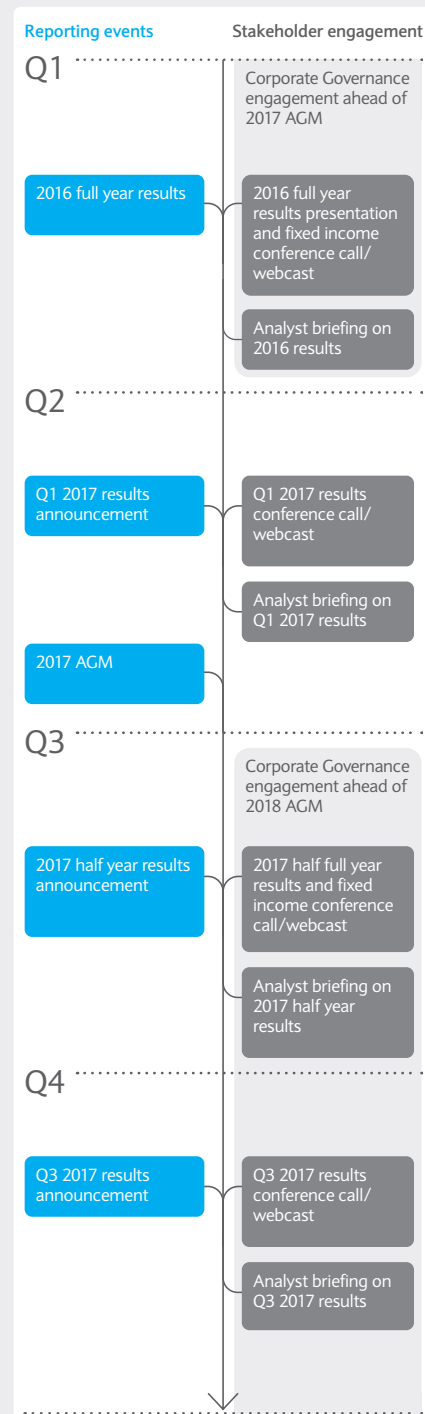 Reporting events
Stakeholder engagement
Q1
Corporate Governance
engagement ahead of
2017 AGM
2016 full year results
2016 full year
results presentation
and fixed income
conference call/
webcast
Analyst briefing on
2016 results
Q2
Q1 2017 results
announcement
Q1 2017 results
conference call/
webcast
Analyst briefing on
Q1 2017 results
2017 AGM
Q3
Corporate Governance
engagement ahead of
2018 AGM
2017 half year results
announcement
2017 half full year
results and fixed
income conference
call/webcast
Analyst briefing on
2017 half year
results
Q4
Q3 2017 results
announcement
Q3 2017 results
conference call/
webcast
Analyst briefing on
Q3 2017 results